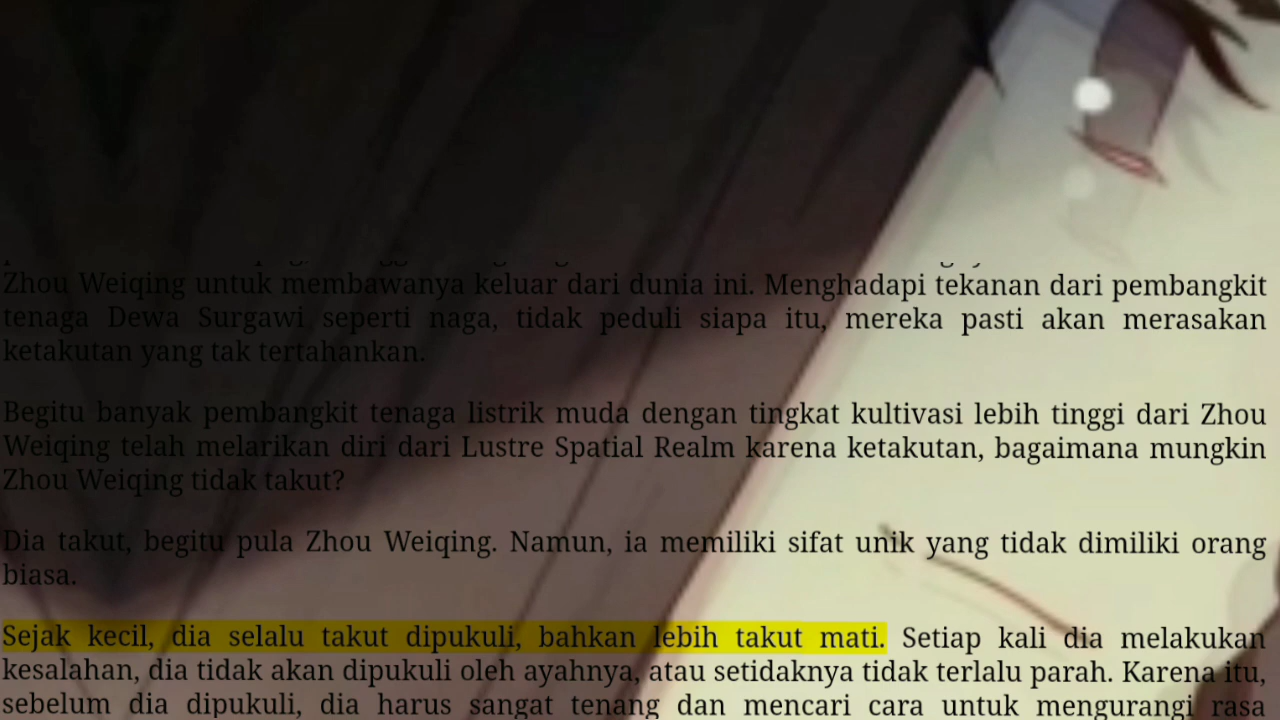 Zhou Weiqing untuk membawanya keluar dari dunia ini. Menghadapi tekanan dari pembangkit
tenaga Dewa Surgawi seperti naga, tidak peduli siapa itu, mereka pasti akan merasakan
ketakutan yang tak tertahankan.
Begitu banyak pembangkit tenaga listrik muda dengan tingkat kultivasi lebih tinggi dari Zhou
Weiqing telah melarikan diri dari Lustre Spatial Realm karena ketakutan, bagaimana mungkin
Zhou Weiqing tidak takut?
Dia takut, begitu pula Zhou Weiqing. Namun, ia memiliki sifat unik yang tidak dimiliki orang
biasa.
Sejak kecil, dia selalu takut dipukuli, bahkan lebih takut mati. Setiap kali dia melakukan
kesalahan, dia tidak akan dipukuli oleh ayahnya, atau setidaknya tidak terlalu parah. Karena itu,
sebelum dia dipukuli, dia harus sangat tenang dan mencari cara untuk mengurangi rasa